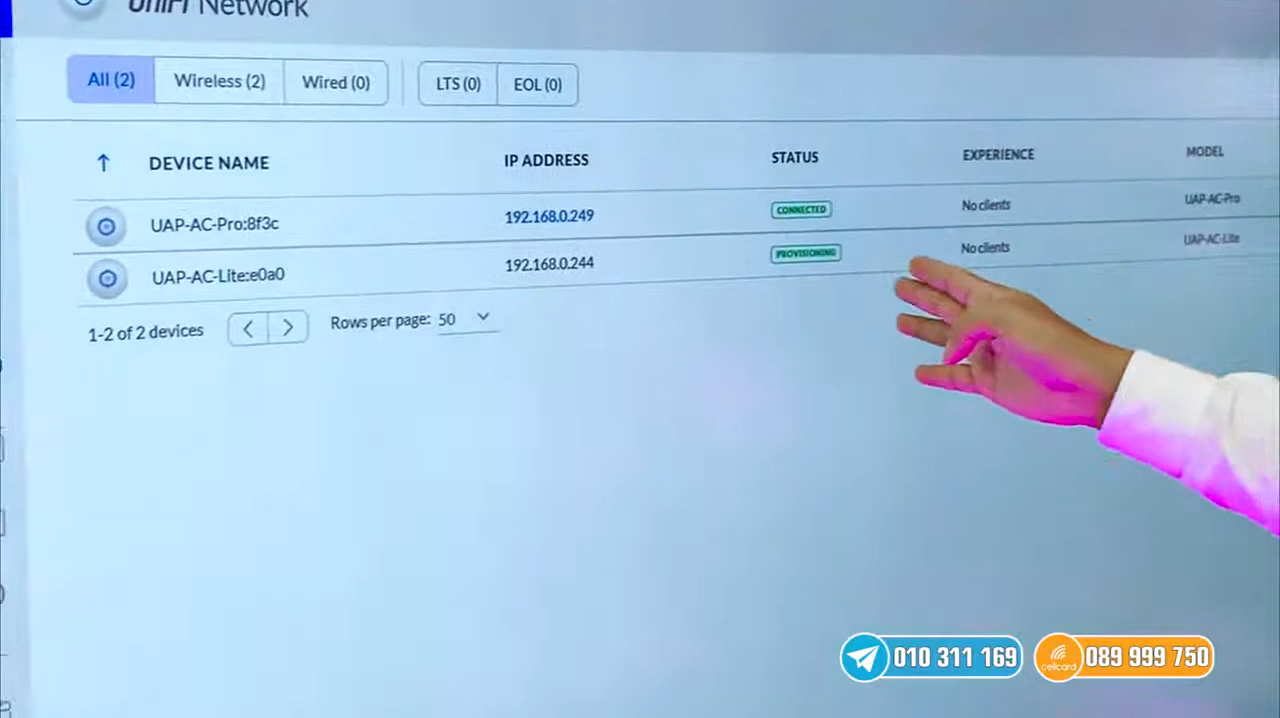 UniFi Network
All (2) Wireless (2) Wired (0) LTS (0) EOL (0)
DEVICE NAME IP ADDRESS STATUS EXPERIENCE MODEL
UAP-AC-Pro:8f3c 192.168.0.249 CONNECTED No clients UAP-AC-Pro
UAP-AC-Lite:e0a0 192.168.0.244 PROVISIONING No clients UAP-AC-Lite
1-2 of 2 devices Rows per page: 50
010 311 169 cellcard 089 999 750